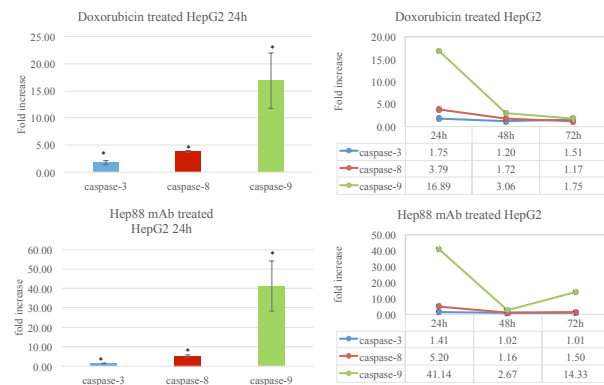 Doxorubicin treated HepG2 24h
25.00
20.00
15.00
10.00
5.00
0.00
Fold increase
* * *
caspase-3 caspase-8 caspase-9
Doxorubicin treated HepG2
20.00
15.00
10.00
5.00
0.00
Fold increase
24h 48h 72h
caspase-3 1.75 1.20 1.51
caspase-8 3.79 1.72 1.17
caspase-9 16.89 3.06 1.75
Hep88 mAb treated
HepG2 24h
60.00
50.00
40.00
30.00
20.00
10.00
0.00
fold increase
* * *
caspase-3 caspase-8 caspase-9
Hep88 mAb treated HepG2
50.00
40.00
30.00
20.00
10.00
0.00
fold increase
24h 48h 72h
caspase-3 1.41 1.02 1.01
caspase-8 5.20 1.16 1.50
caspase-9 41.14 2.67 14.33